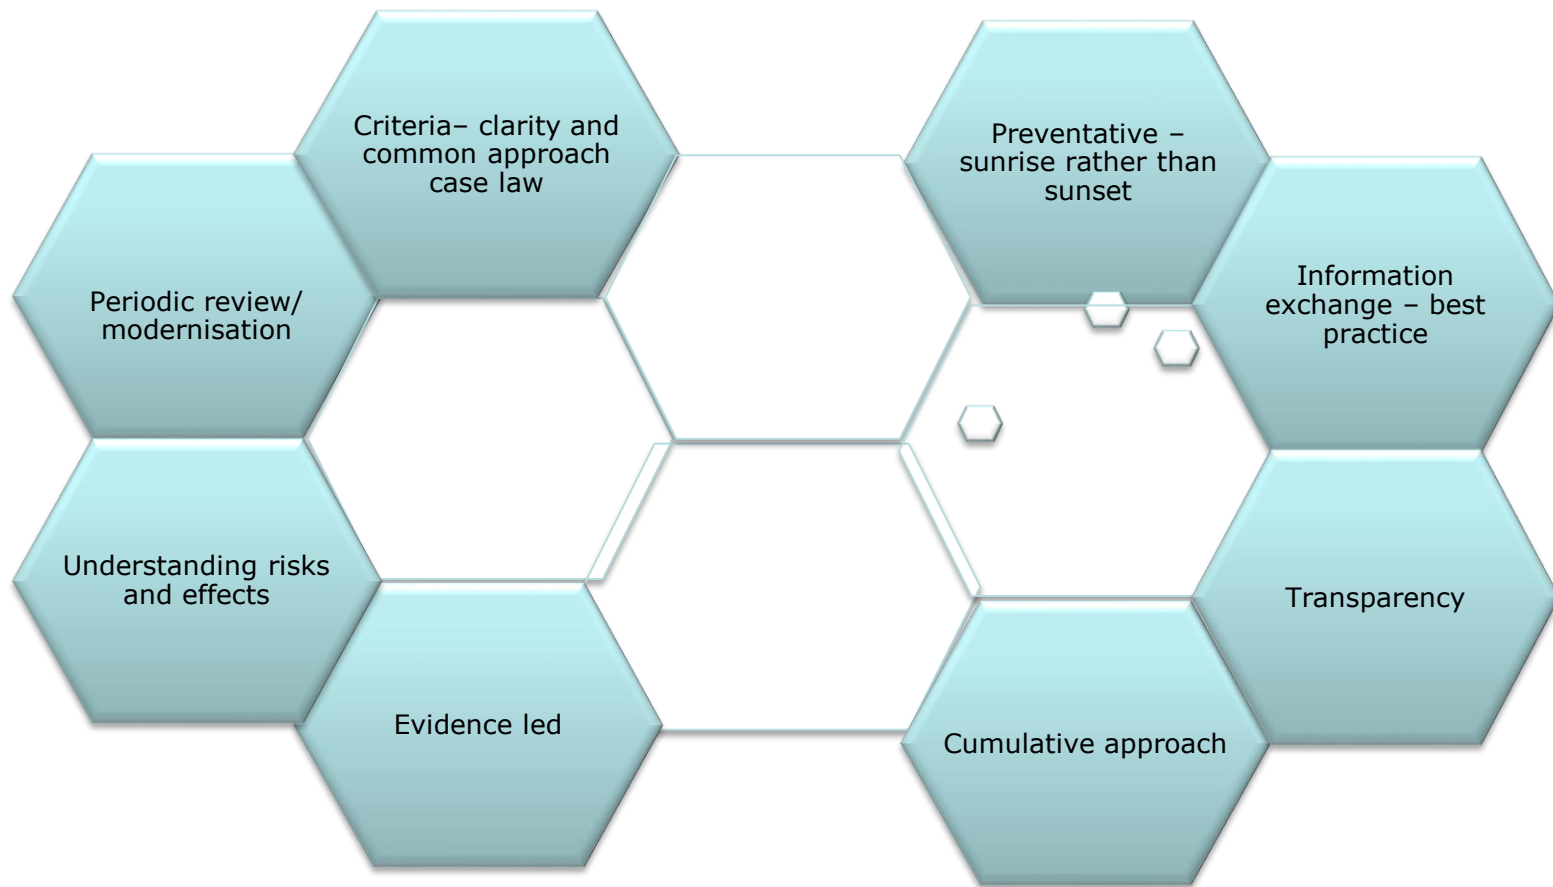 Criteria– clarity and
common approach
case law
Preventative –
sunrise rather than
sunset
Periodic review/
modernisation
Information
exchange – best
practice
Understanding risks
and effects
Transparency
Evidence led
Cumulative approach